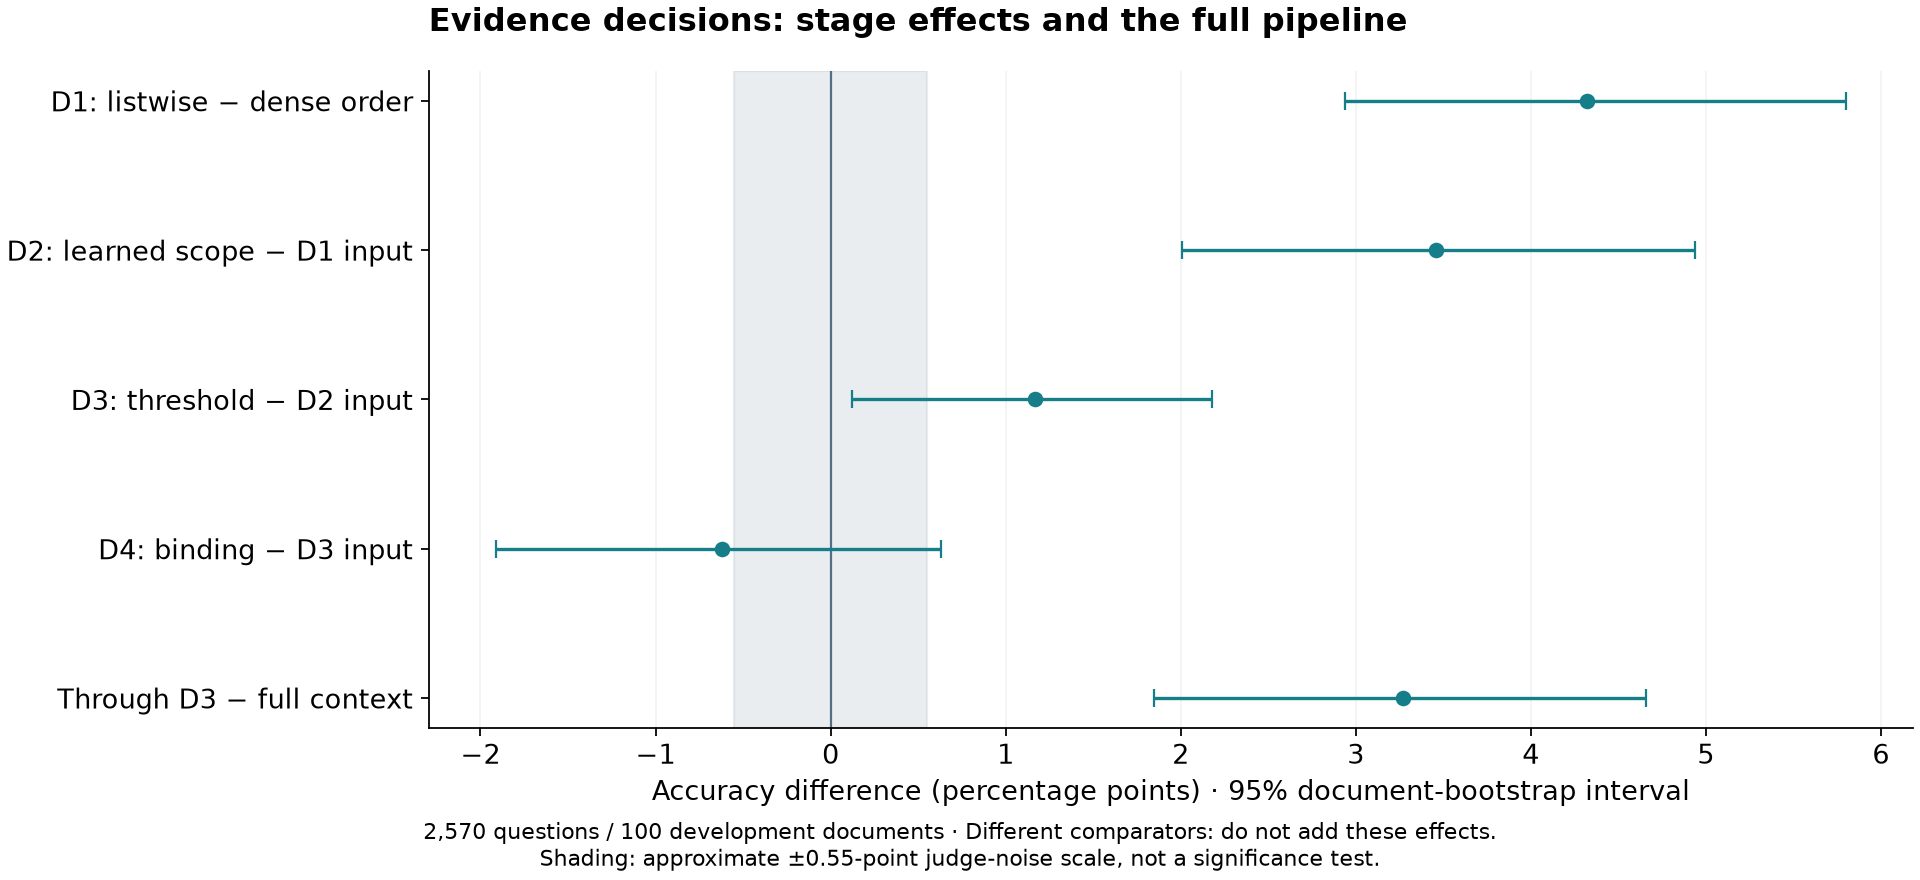 Evidence decisions: stage effects and the full pipeline
D1: listwise − dense order
D2: learned scope − D1 input
D3: threshold − D2 input
D4: binding − D3 input
Through D3 − full context
−2 −1 0 1 2 3 4 5 6
Accuracy difference (percentage points) · 95% document-bootstrap interval
2,570 questions / 100 development documents · Different comparators: do not add these effects.
Shading: approximate ±0.55-point judge-noise scale, not a significance test.